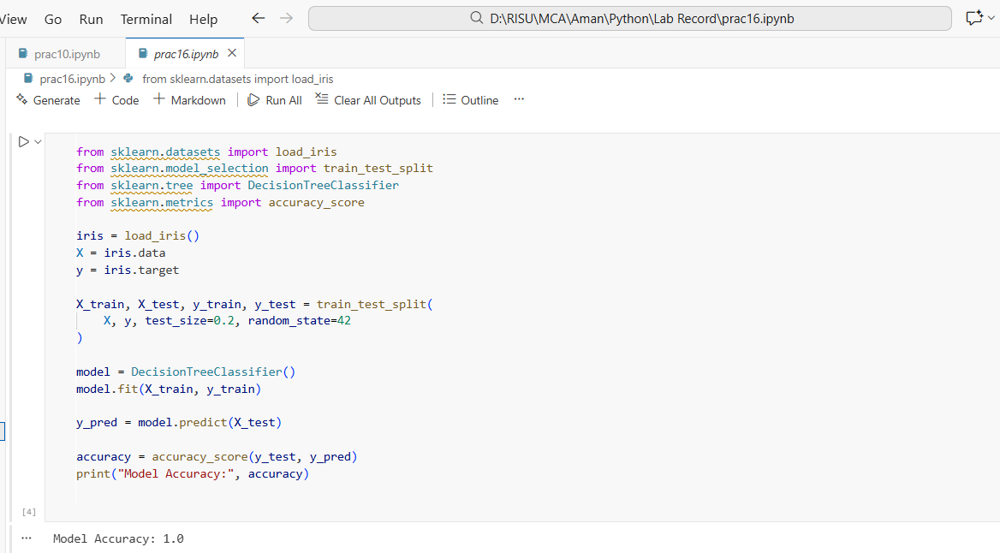 View Go Run Terminal Help D:\RISU\MCA\Aman\Python\Lab Record\prac16.ipynb
prac10.ipynb prac16.ipynb
prac16.ipynb > from sklearn.datasets import load_iris
Generate + Code + Markdown Run All Clear All Outputs Outline ...
from sklearn.datasets import load_iris
from sklearn.model_selection import train_test_split
from sklearn.tree import DecisionTreeClassifier
from sklearn.metrics import accuracy_score
iris = load_iris()
X = iris.data
y = iris.target
X_train, X_test, y_train, y_test = train_test_split(
    X, y, test_size=0.2, random_state=42
)
model = DecisionTreeClassifier()
model.fit(X_train, y_train)
y_pred = model.predict(X_test)
accuracy = accuracy_score(y_test, y_pred)
print("Model Accuracy:", accuracy)
[4]
... Model Accuracy: 1.0